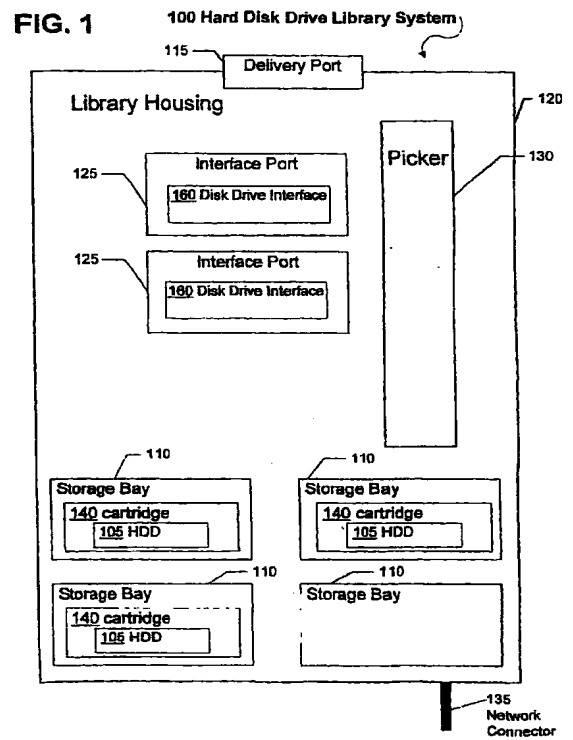 FIG. 1
100 Hard Disk Drive Library System
115
Delivery Port
Library Housing
120
Picker
130
Interface Port
125
160 Disk Drive Interface
Interface Port
125
160 Disk Drive Interface
110
Storage Bay
140 cartridge
105 HDD
110
Storage Bay
140 cartridge
105 HDD
110
Storage Bay
140 cartridge
105 HDD
110
Storage Bay
135
Network
Connector